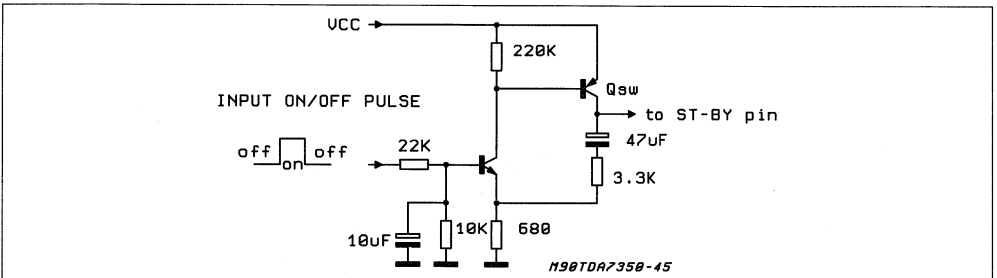 VCC
220K
Qsw
INPUT ON/OFF PULSE
to ST-BY pin
47uF
off on off
22K
3.3K
10uF
10K
680
M90TDA7350-45